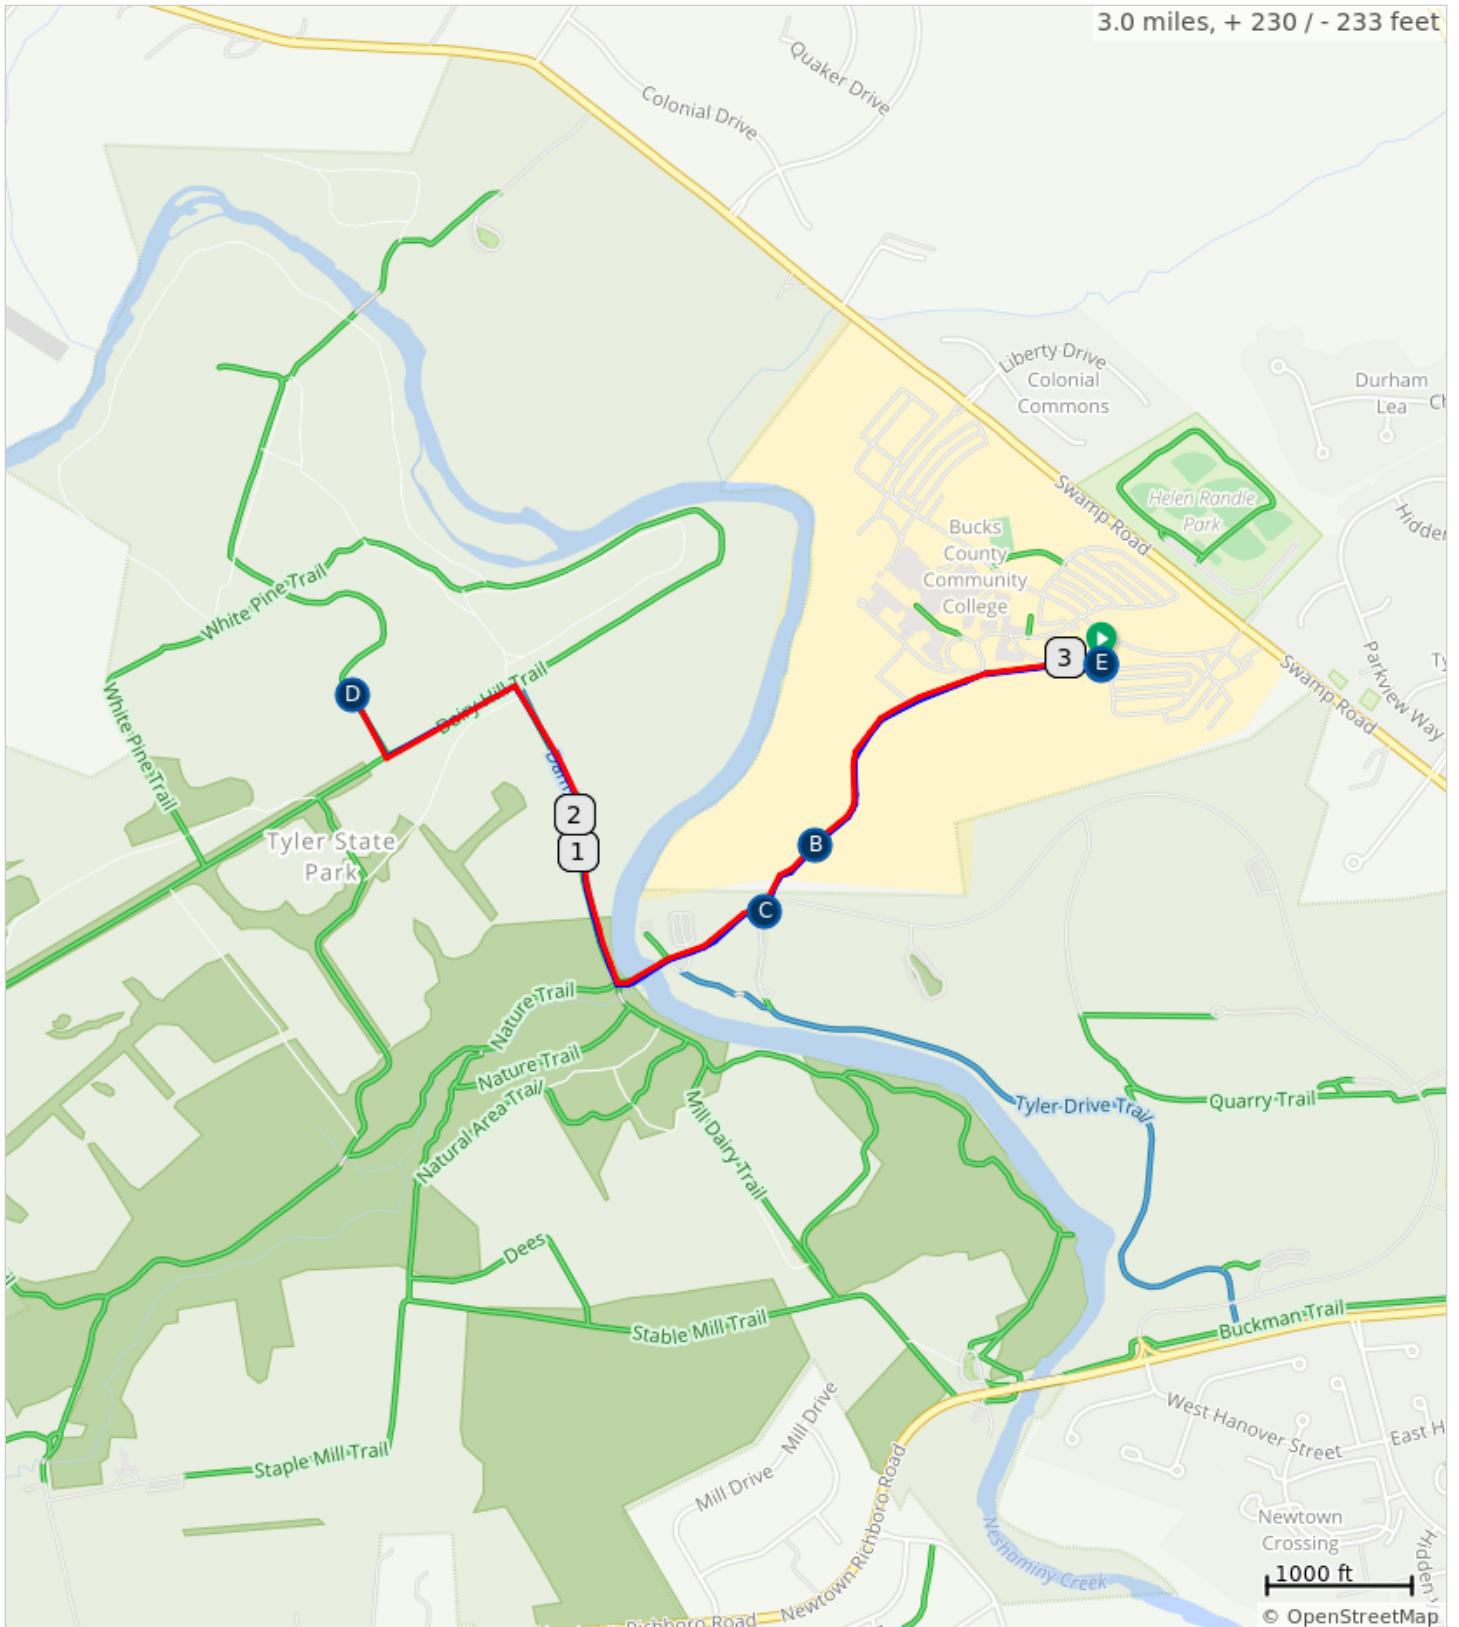 3.0 miles, + 230 / - 233 feet
Quaker Drive
Colonial Drive
Liberty Drive
Colonial
Commons
Durham
Lea
Swamp Road
Helen Randle
Park
Bucks
County
Community
College
White Pine Trail
3
E
Swamp Road
Parkview Way
D
Dairy Hill Trail
White Pine Trail
2
1
B
Tyler State
Park
C
Nature Trail
Nature Trail
Natural Area Trail
Mill Dairy Trail
Tyler Drive Trail
Quarry Trail
Dees
Stable Mill Trail
Buckman Trail
West Hanover Street
East H
Mill Drive
Mill Drive
Staple Mill Trail
Newtown Richboro Road
Newtown
Crossing
Neshaminy Creek
1000 ft
Richboro Road
© OpenStreetMap